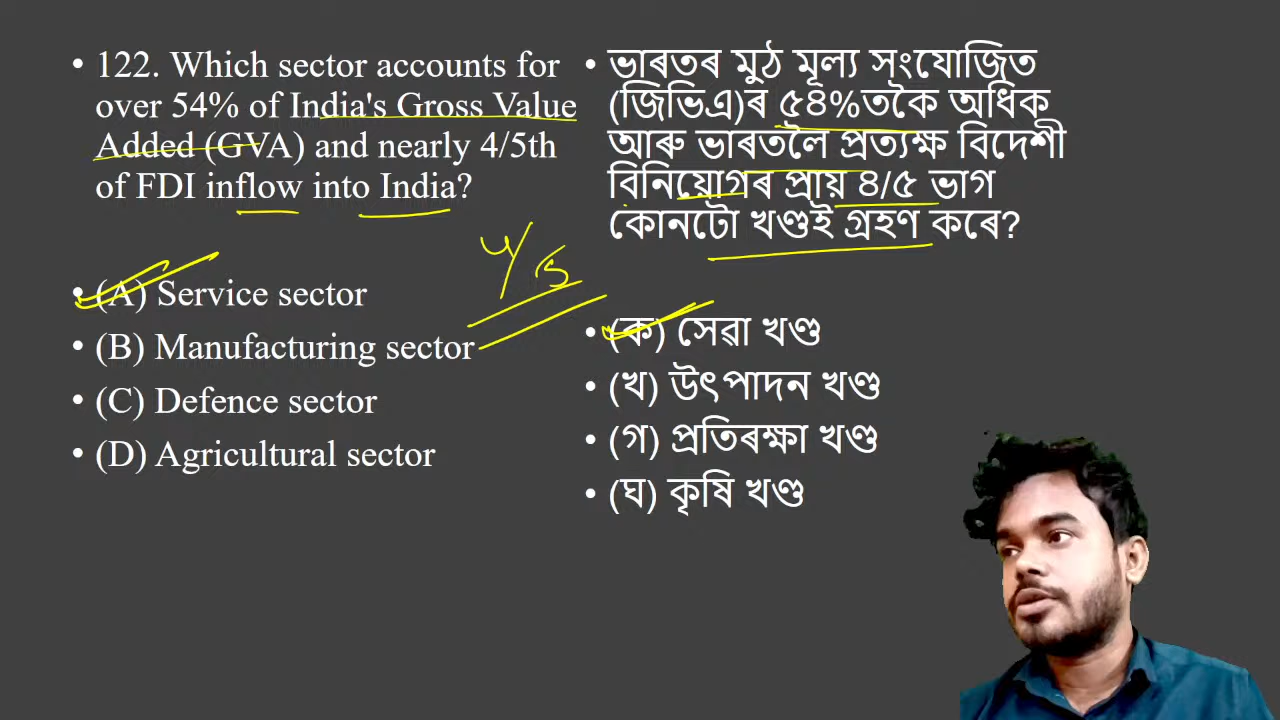 • 122. Which sector accounts for
over 54% of India's Gross Value
Added (GVA) and nearly 4/5th
of FDI inflow into India?
4/5
• (A) Service sector
• (B) Manufacturing sector
• (C) Defence sector
• (D) Agricultural sector
• ভাৰতৰ মুঠ মূল্য সংযোজিত
(জিভিএ)ৰ ৫৪%তকৈ অধিক
আৰু ভাৰতলৈ প্ৰত্যক্ষ বিদেশী
বিনিয়োগৰ প্ৰায় ৪/৫ ভাগ
কোনটো খণ্ডই গ্ৰহণ কৰে?
• (ক) সেৱা খণ্ড
• (খ) উৎপাদন খণ্ড
• (গ) প্ৰতিৰক্ষা খণ্ড
• (ঘ) কৃষি খণ্ড